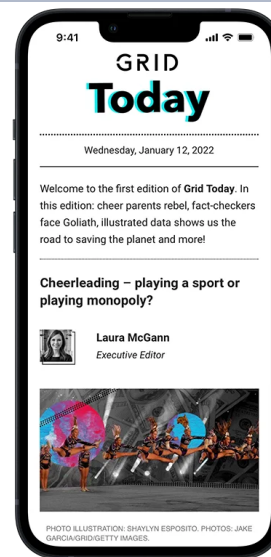 9:41
GRID
Today
Wednesday, January 12, 2022
Welcome to the first edition of Grid Today. In
this edition: cheer parents rebel, fact-checkers
face Goliath, illustrated data shows us the
road to saving the planet and more!
Cheerleading – playing a sport or
playing monopoly?
Laura McGann
Executive Editor
PHOTO ILLUSTRATION: SHAYLYN ESPOSITO. PHOTOS: JAKE
GARCIA/GRID/GETTY IMAGES.